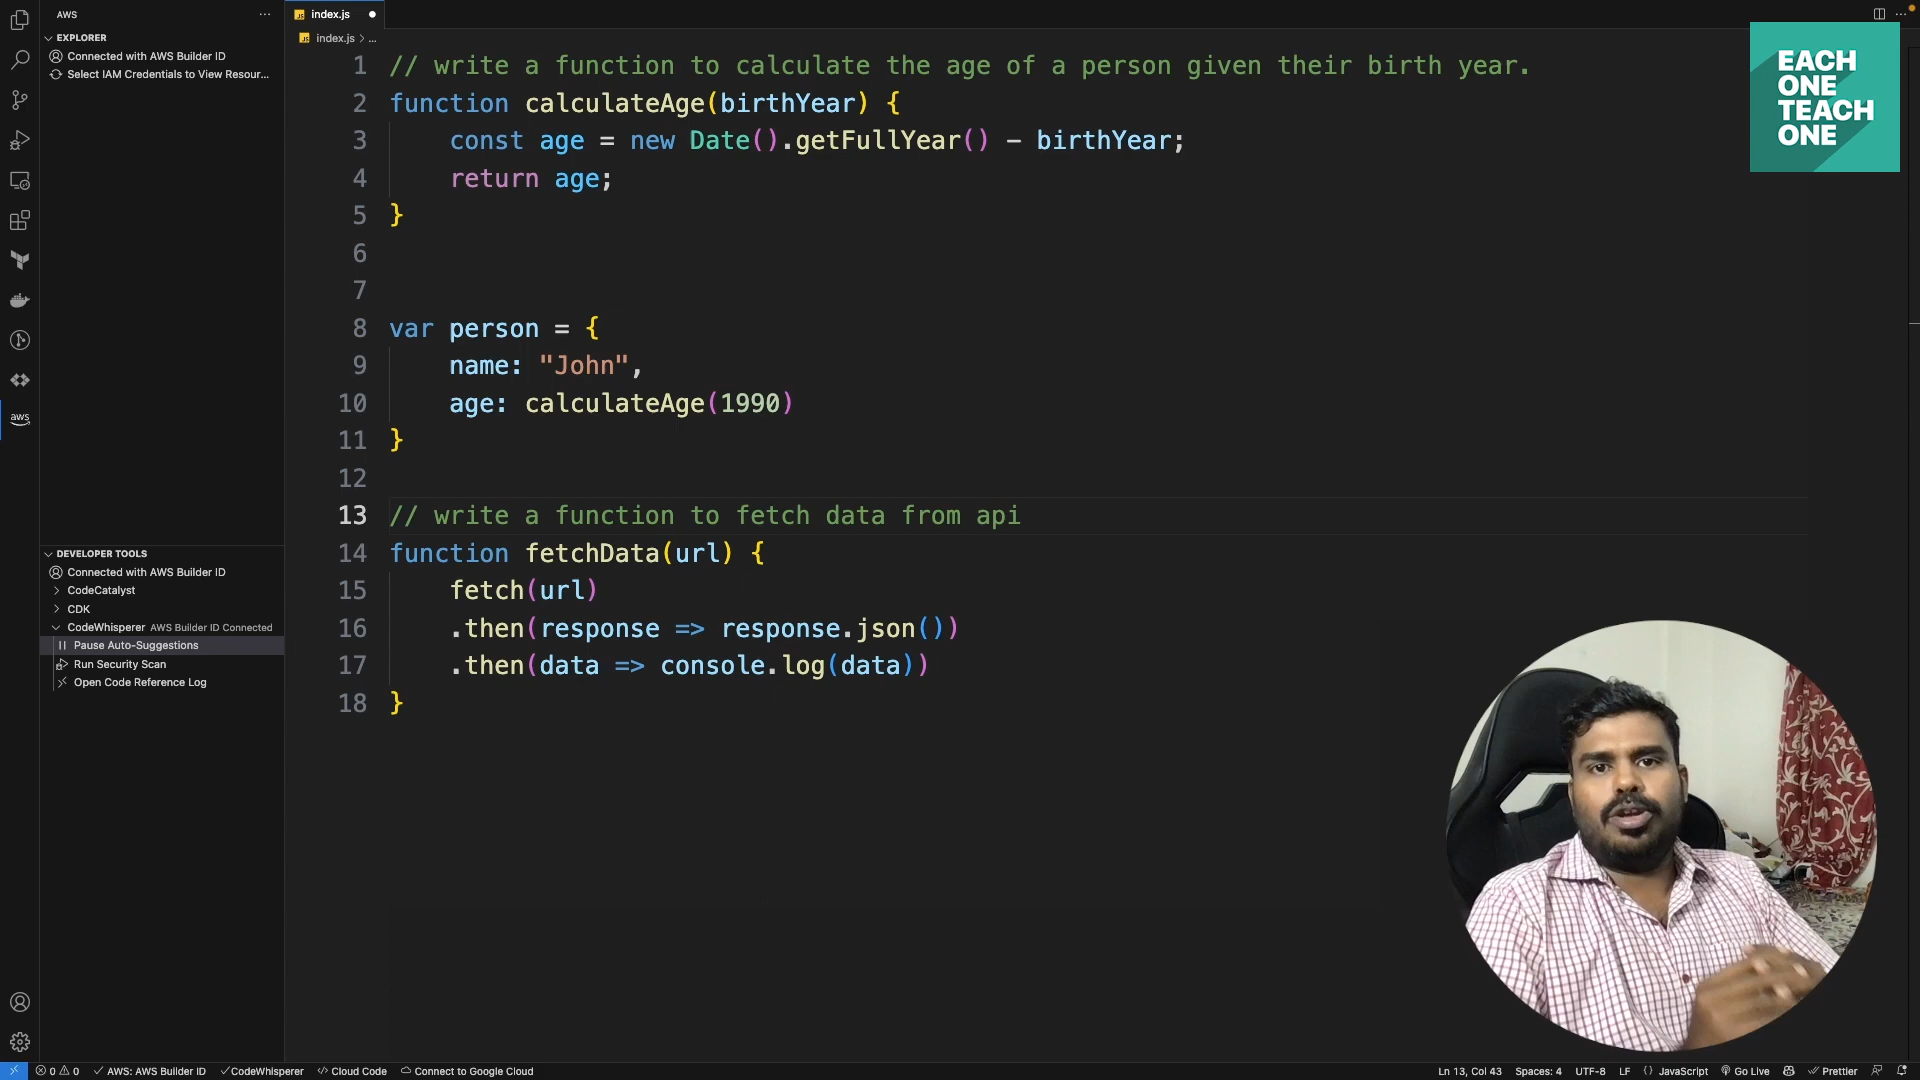 AWS
EXPLORER
Connected with AWS Builder ID
Select IAM Credentials to View Resour...
DEVELOPER TOOLS
Connected with AWS Builder ID
CodeCatalyst
CDK
CodeWhisperer AWS Builder ID Connected
Pause Auto-Suggestions
Run Security Scan
Open Code Reference Log
aws
index.js
index.js > ...
1 // write a function to calculate the age of a person given their birth year.
2 function calculateAge(birthYear) {
3 const age = new Date().getFullYear() - birthYear;
4 return age;
5 }
6
7
8 var person = {
9 name: "John",
10 age: calculateAge(1990)
11 }
12
13 // write a function to fetch data from api
14 function fetchData(url) {
15 fetch(url)
16 .then(response => response.json())
17 .then(data => console.log(data))
18 }
EACH
ONE
TEACH
ONE
0 0 AWS: AWS Builder ID CodeWhisperer Cloud Code Connect to Google Cloud Ln 13, Col 43 Spaces: 4 UTF-8 LF {} JavaScript Go Live Prettier